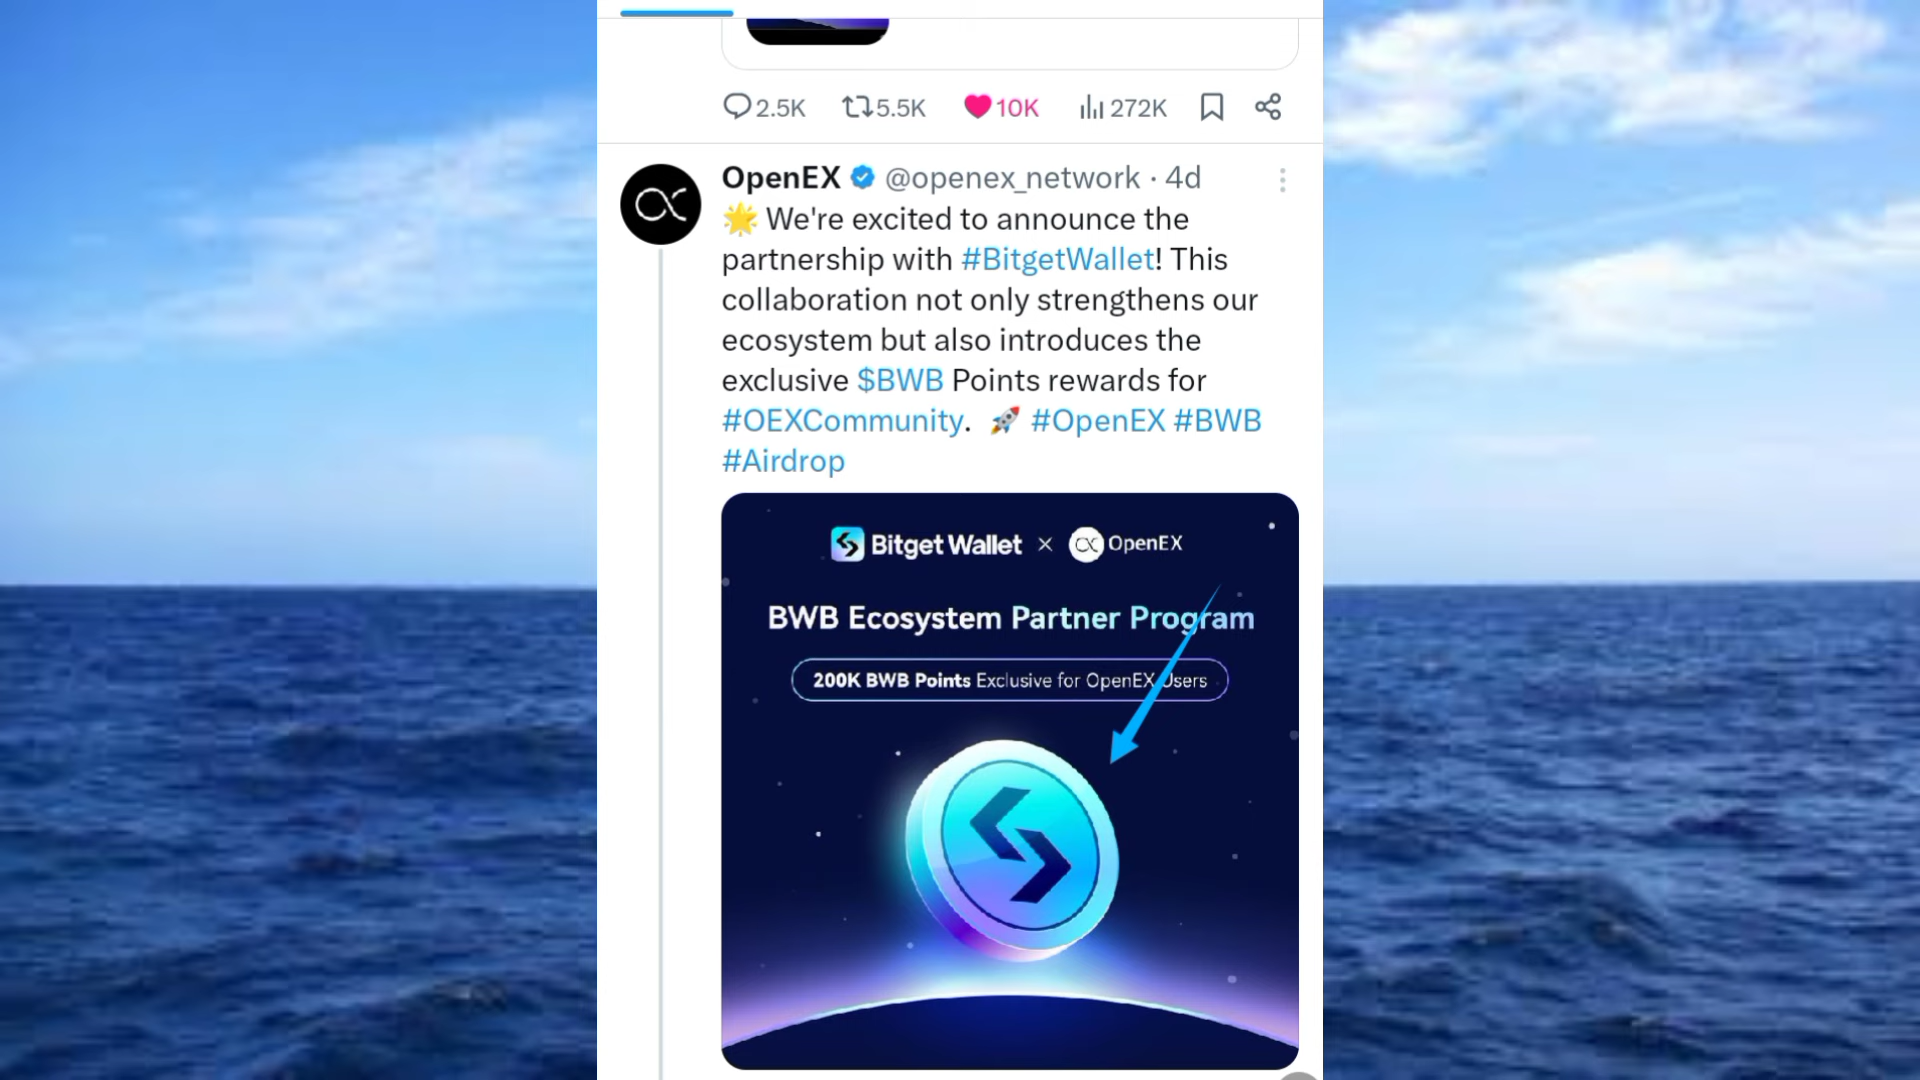 2.5K 5.5K 10K 272K
OpenEX @openex_network · 4d
🌟 We're excited to announce the
partnership with #BitgetWallet! This
collaboration not only strengthens our
ecosystem but also introduces the
exclusive $BWB Points rewards for
#OEXCommunity. 🚀 #OpenEX #BWB
#Airdrop
Bitget Wallet × OpenEX
BWB Ecosystem Partner Program
200K BWB Points Exclusive for OpenEX Users